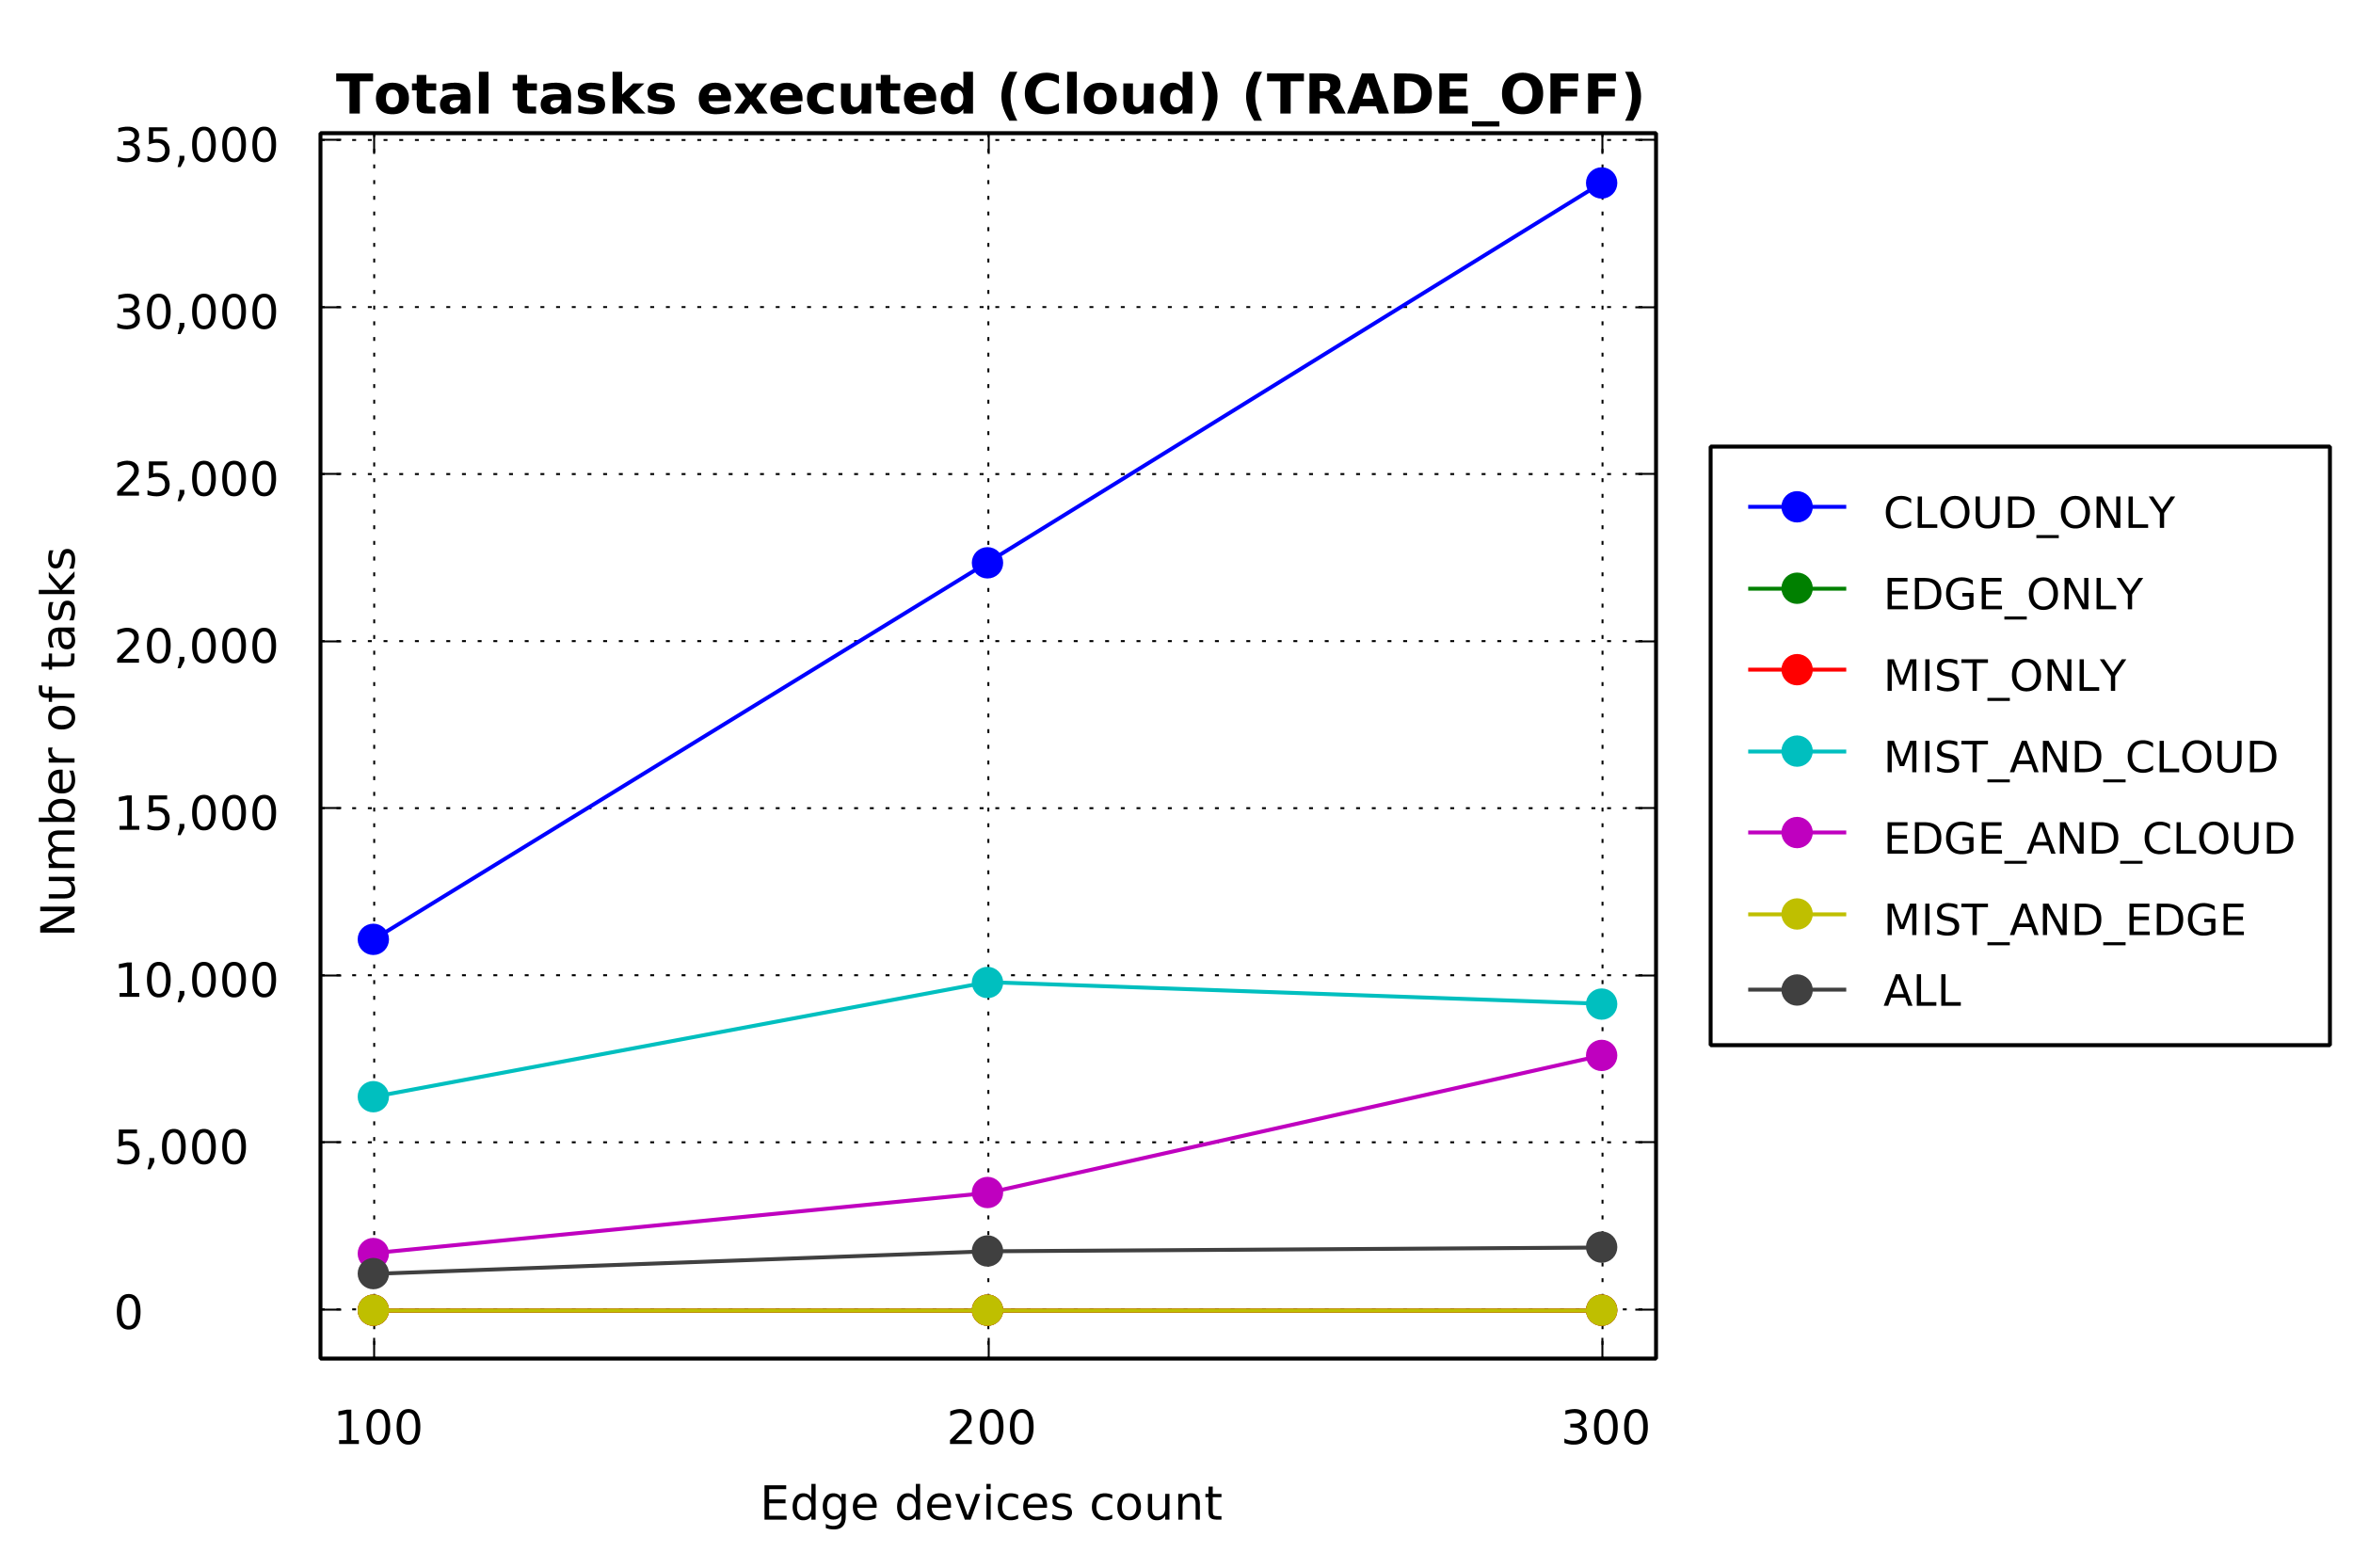 Total tasks executed (Cloud) (TRADE_OFF)
35,000
30,000
25,000
20,000
15,000
10,000
5,000
0
Number of tasks
100
200
300
Edge devices count
CLOUD_ONLY
EDGE_ONLY
MIST_ONLY
MIST_AND_CLOUD
EDGE_AND_CLOUD
MIST_AND_EDGE
ALL